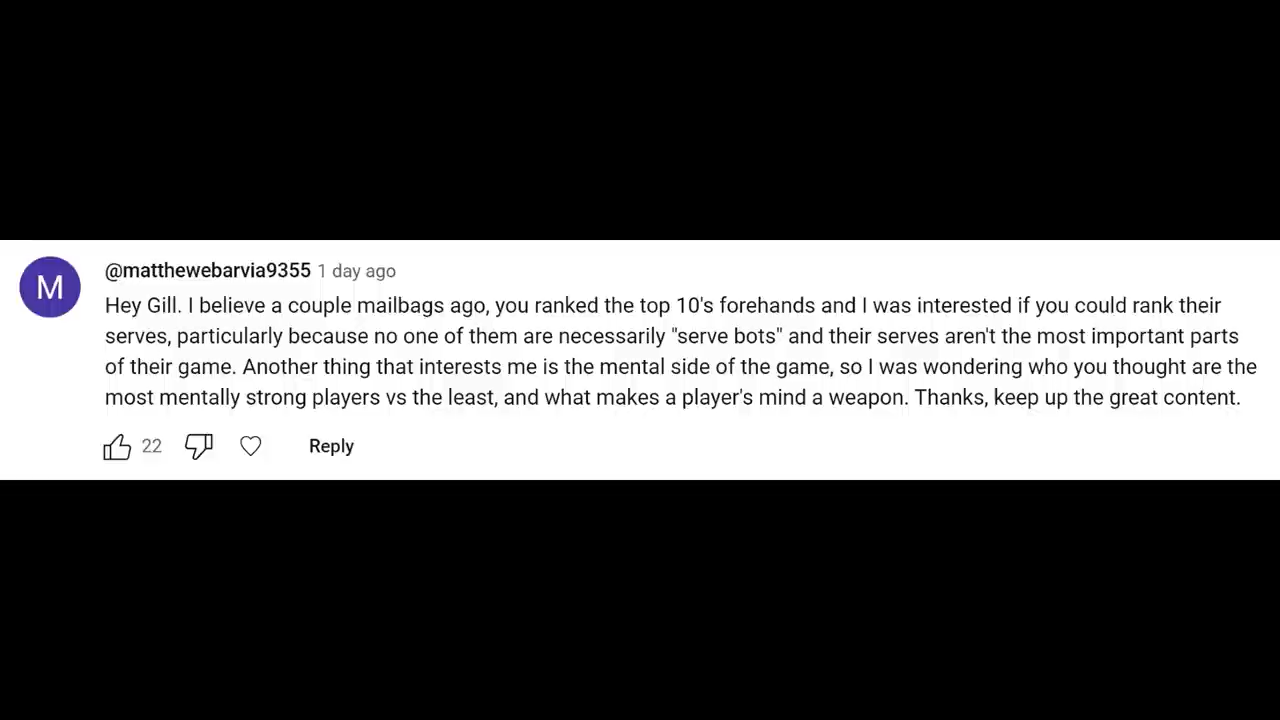 M
@matthewebarvia9355 1 day ago
Hey Gill. I believe a couple mailbags ago, you ranked the top 10's forehands and I was interested if you could rank their
serves, particularly because no one of them are necessarily "serve bots" and their serves aren't the most important parts
of their game. Another thing that interests me is the mental side of the game, so I was wondering who you thought are the
most mentally strong players vs the least, and what makes a player's mind a weapon. Thanks, keep up the great content.
22 Reply